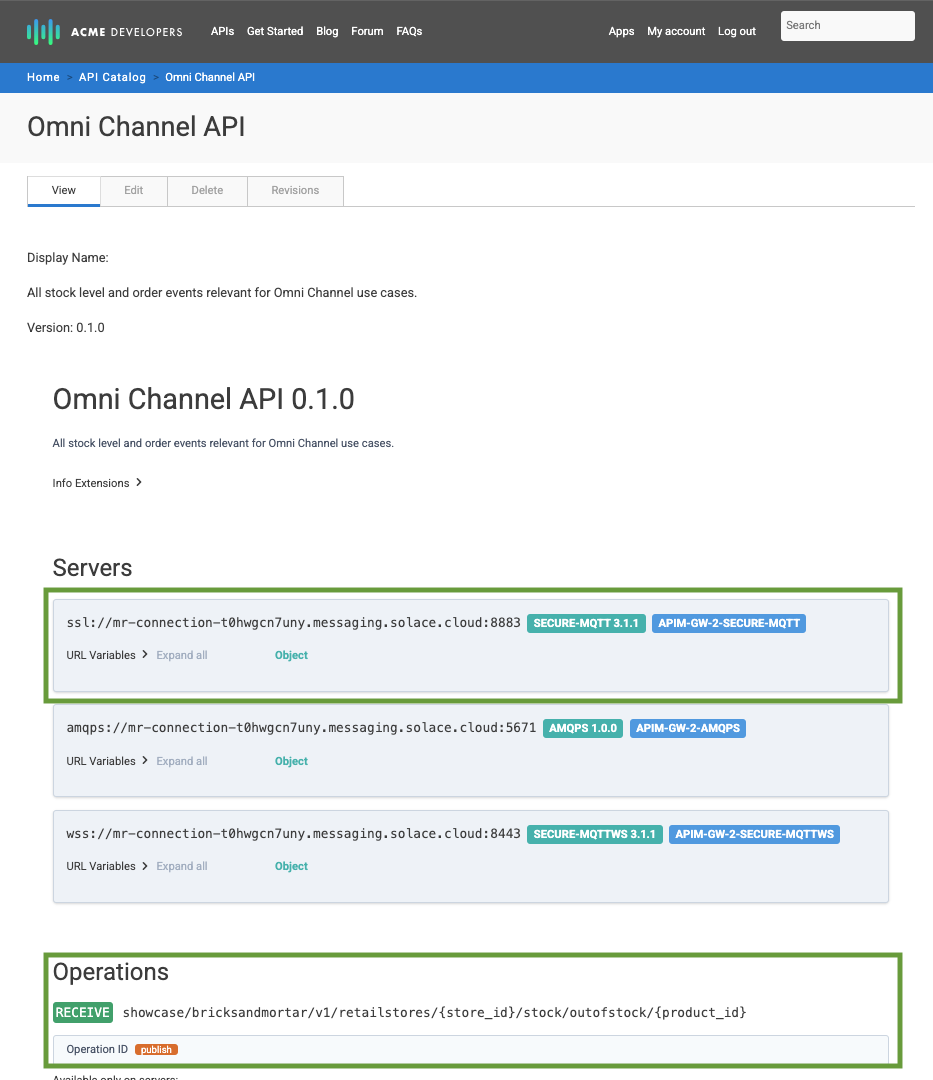 ACME DEVELOPERS APIs Get Started Blog Forum FAQs Apps My account Log out Search
Home > API Catalog > Omni Channel API
Omni Channel API
View Edit Delete Revisions
Display Name:
All stock level and order events relevant for Omni Channel use cases.
Version: 0.1.0
Omni Channel API 0.1.0
All stock level and order events relevant for Omni Channel use cases.
Info Extensions >
Servers
ssl://mr-connection-t0hwgcn7uny.messaging.solace.cloud:8883 SECURE-MQTT 3.1.1 APIM-GW-2-SECURE-MQTT
URL Variables > Expand all Object
amqps://mr-connection-t0hwgcn7uny.messaging.solace.cloud:5671 AMQPS 1.0.0 APIM-GW-2-AMQPS
URL Variables > Expand all Object
wss://mr-connection-t0hwgcn7uny.messaging.solace.cloud:8443 SECURE-MQTTWS 3.1.1 APIM-GW-2-SECURE-MQTTWS
URL Variables > Expand all Object
Operations
RECEIVE showcase/bricksandmortar/v1/retailstores/{store_id}/stock/outofstock/{product_id}
Operation ID publish
Available only on servers: